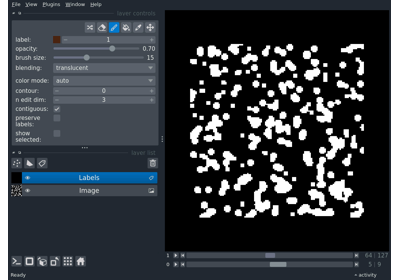 File View Plugins Window Help
layer controls
label: 1
opacity: 0.70
brush size: 15
blending: translucent
color mode: auto
contour: 0
n edit dim: 3
contiguous:
preserve
labels:
show
selected:
layer list
Labels
Image
1 64 127
0 5 9
Ready activity